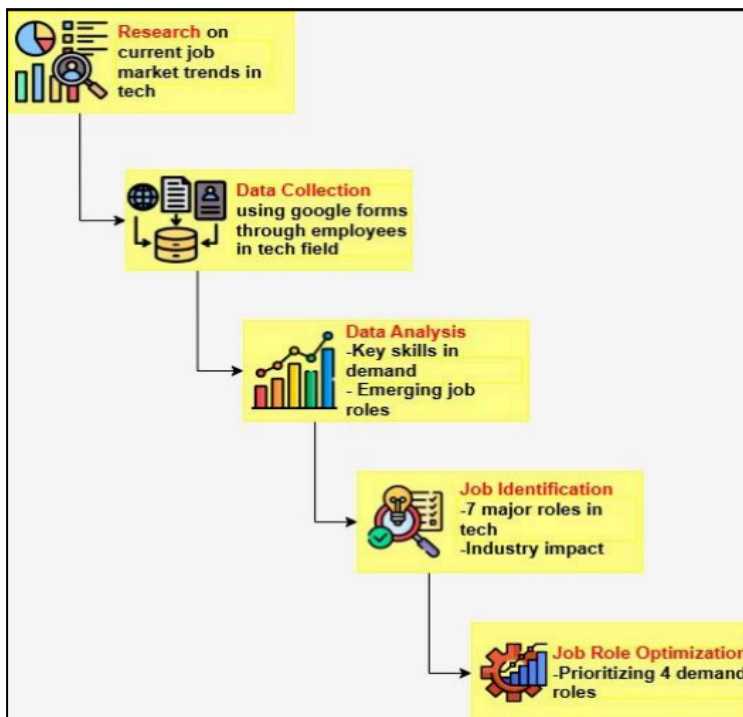 Research on
current job
market trends in
tech
Data Collection
using google forms
through employees
in tech field
Data Analysis
-Key skills in
demand
- Emerging job
roles
Job Identification
-7 major roles in
tech
-Industry impact
Job Role Optimization
-Prioritizing 4 demand
roles